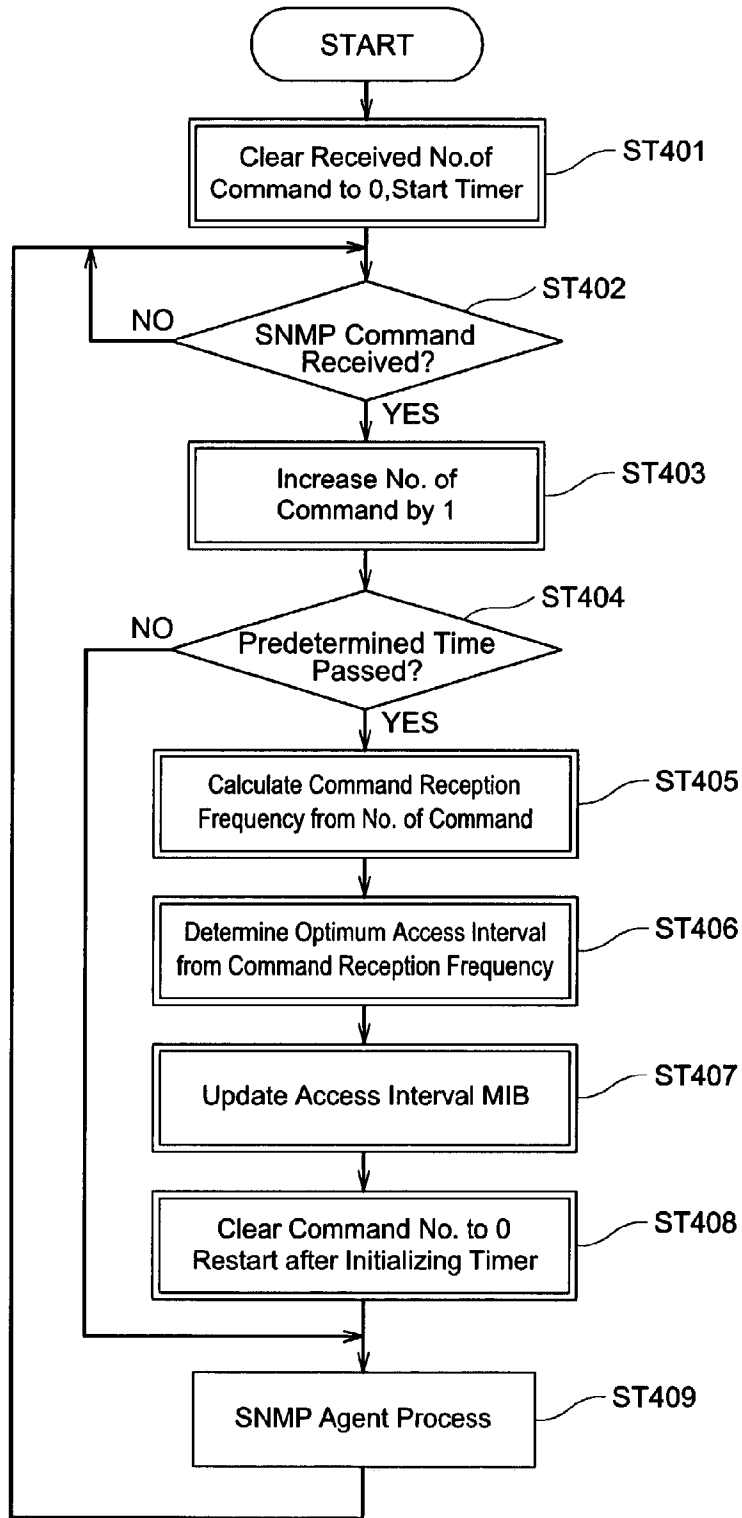 START
Clear Received No.of
Command to 0,Start Timer
ST401
ST402
NO
SNMP Command
Received?
YES
Increase No. of
Command by 1
ST403
ST404
NO
Predetermined Time
Passed?
YES
Calculate Command Reception
Frequency from No. of Command
ST405
Determine Optimum Access Interval
from Command Reception Frequency
ST406
Update Access Interval MIB
ST407
Clear Command No. to 0
Restart after Initializing Timer
ST408
SNMP Agent Process
ST409